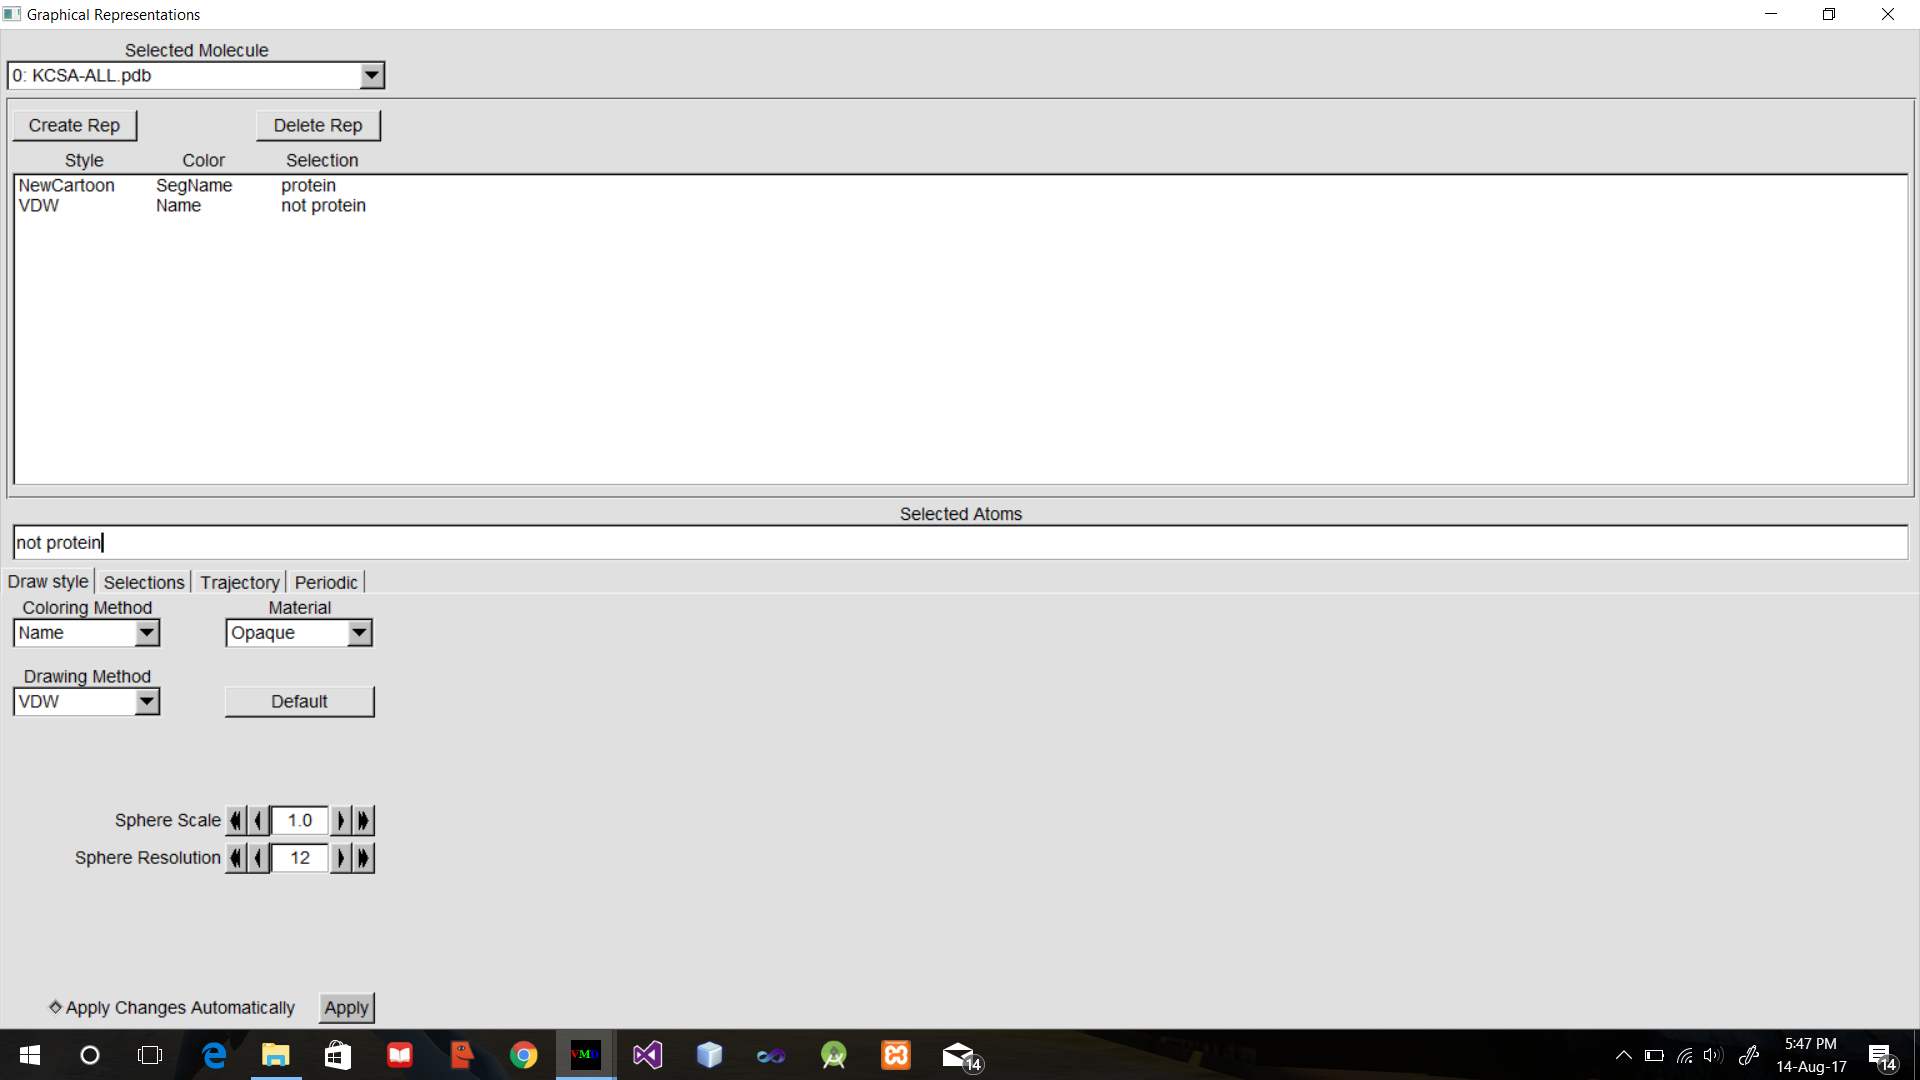 Graphical Representations
Selected Molecule
0: KCSA-ALL.pdb
Create Rep Delete Rep
Style Color Selection
NewCartoon SegName protein
VDW Name not protein
Selected Atoms
not protein
Draw style Selections Trajectory Periodic
Coloring Method Material
Name Opaque
Drawing Method
VDW Default
Sphere Scale 1.0
Sphere Resolution 12
Apply Changes Automatically Apply
VMD
14
5:47 PM
14-Aug-17
14